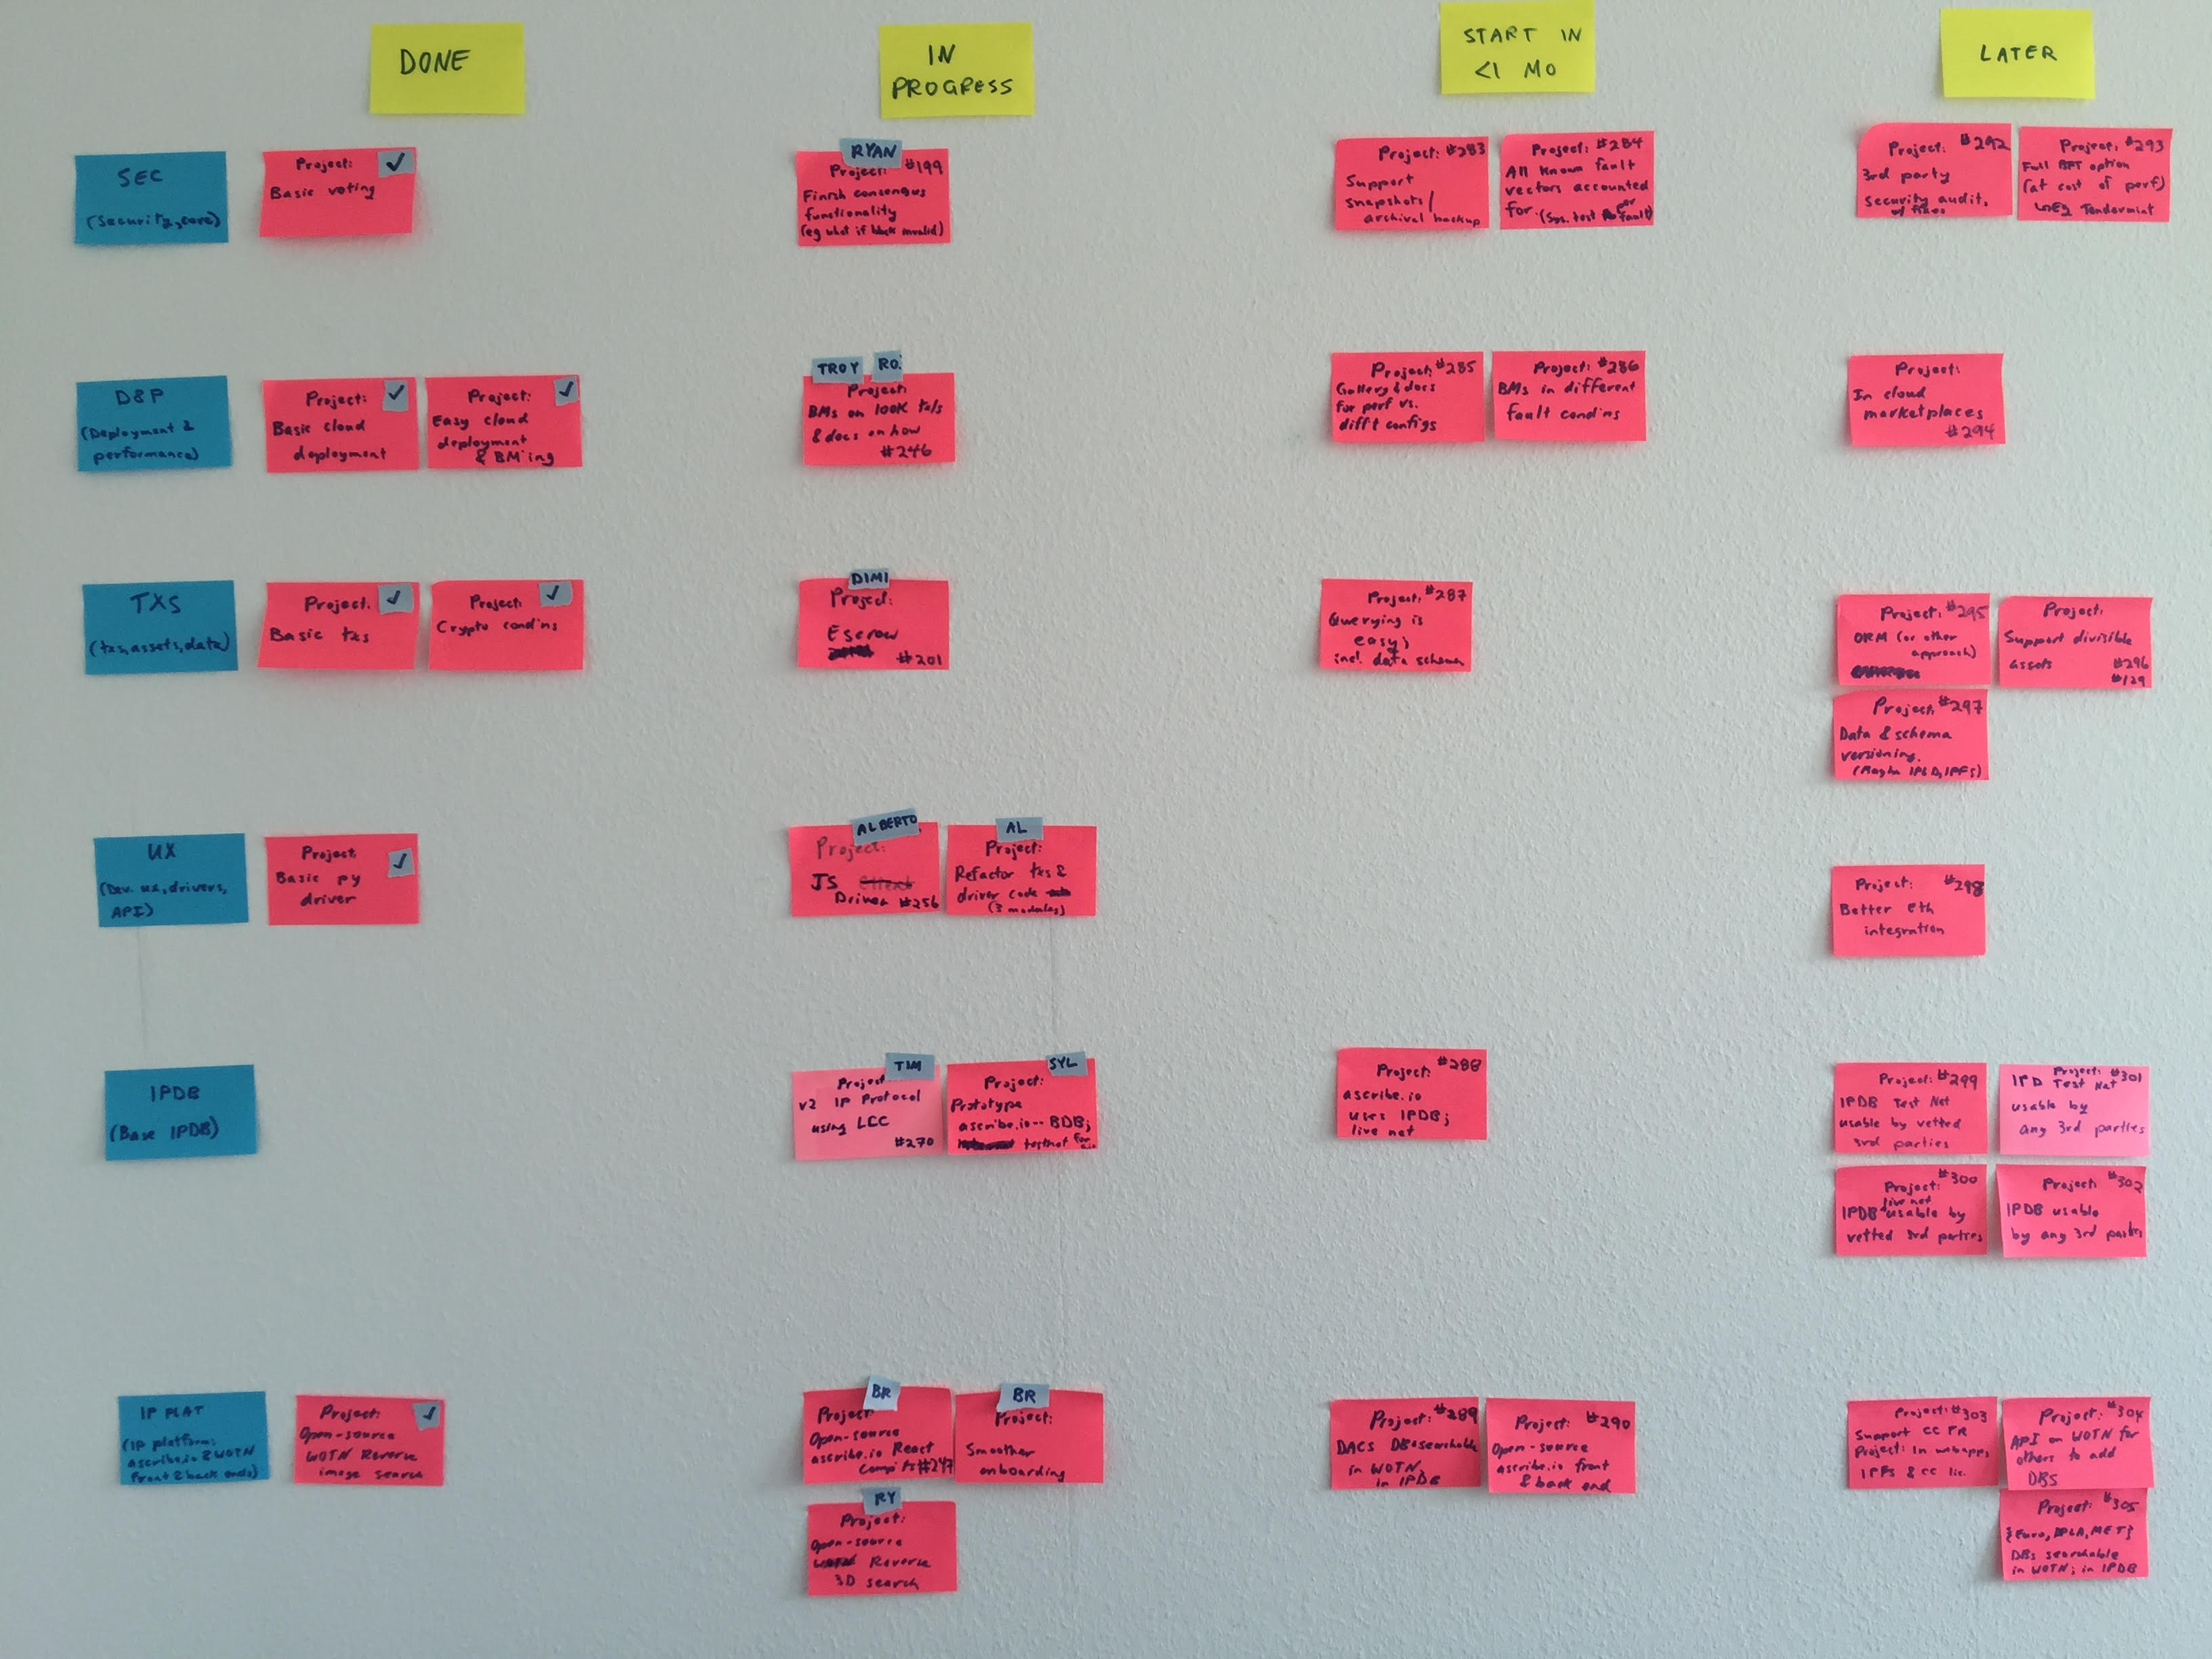 DONE
IN
PROGRESS
START IN
<1 MO
LATER
SEC
(Security, core)
Project: ✓
Basic voting
RYAN
Project: #199
Finish consensus
functionality
(eg what if block invalid)
Project: #283
Support
snapshots/
archival backup
Project: #284
All known fault
vectors accounted
for. (Sys. test per fault)
Project: #292
3rd party
security audit,
w/ fixes
Project: #293
Full BFT option
(at cost of perf)
Tendermint
D&P
(Deployment &
performance)
Project: ✓
Basic cloud
deployment
Project: ✓
Easy cloud
deployment
& BM'ing
TROY RO.
Project:
BMs on 100K tx/s
& docs on how
#246
Project: #285
Gallery & docs
for perf vs.
diff't configs
Project: #286
BMs in different
fault condins
Project:
In cloud
marketplaces
#294
TXS
(txs, assets, data)
Project: ✓
Basic txs
Project: ✓
Crypto condins
DIMI
Project:
Escrow
#201
Project: #287
Querying is
easy;
incl. data schema
Project: #295
ORM (or other
approach)
Project:
Support divisible
assets #296
#129
Project: #297
Data & schema
versioning.
(Maybe IPLD, IPFS)
UX
(Dev. ux, drivers,
API)
Project: ✓
Basic py
driver
ALBERTO
Project:
JS Client
Driver #256
AL
Project:
Refactor txs &
driver code
(3 modules)
Project: #298
Better eth
integration
IPDB
(Base IPDB)
TIM
Project
v2 IP Protocol
using LCC
#270
SYL
Project:
Prototype
ascribe.io--BDB;
testnet for
Project: #288
ascribe.io
uses IPDB;
live net
Project: #299
IPDB Test Net
usable by vetted
3rd parties
Project: #301
IPD Test Net
usable by
any 3rd parties
Project: #300
live net
IPDB ^usable by
vetted 3rd parties
Project: #302
IPDB usable
by any 3rd parties
IP PLAT
(IP platform:
ascribe.io & WOTN
front & back ends)
Project: ✓
Open-source
WOTN Reverse
image search
BR
Project:
Open-source
ascribe.io React
Comp'ts #247
BR
Project:
Smoother
onboarding
RY
Project:
Open-source
Reverse
3D search
Project: #289
DACS DB searchable
in WOTN,
in IPDB
Project: #290
Open-source
ascribe.io front
& back end
Project: #303
Support CC FR
Project: In webapps
IPFS & CC lic.
Project: #304
API on WOTN for
others to add
DBS
Project: #305
{Euro, DPLA, MET}
DBs searchable
in WOTN; in IPDB